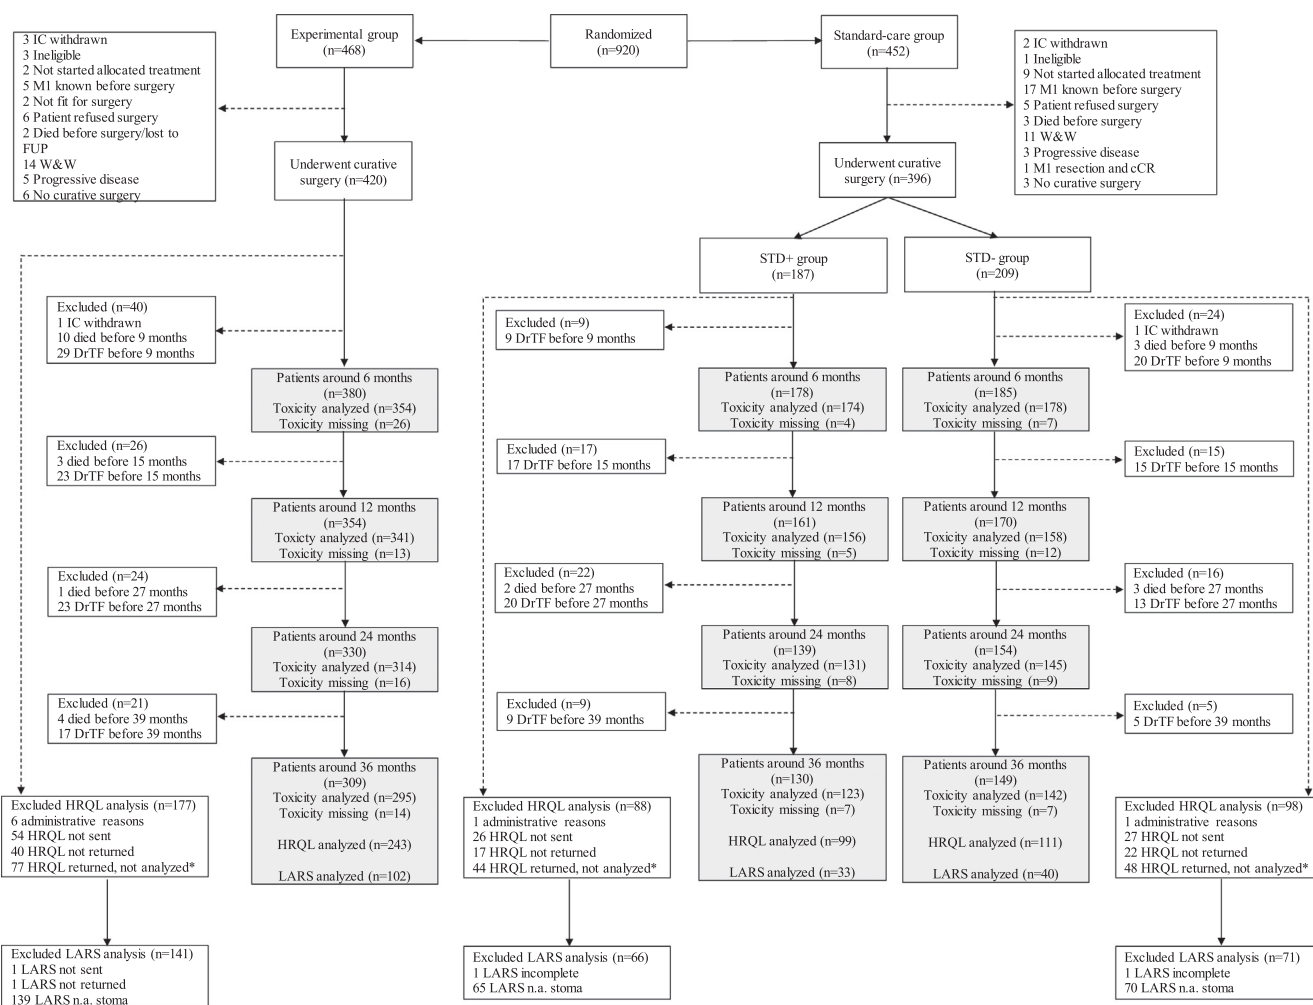 Experimental group
(n=468)
Randomized
(n=920)
Standard-care group
(n=452)
3 IC withdrawn
3 Ineligible
2 Not started allocated treatment
5 M1 known before surgery
2 Not fit for surgery
6 Patient refused surgery
2 Died before surgery/lost to
FUP
14 W&W
5 Progressive disease
6 No curative surgery
2 IC withdrawn
1 Ineligible
9 Not started allocated treatment
17 M1 known before surgery
5 Patient refused surgery
3 Died before surgery
11 W&W
3 Progressive disease
1 M1 resection and cCR
3 No curative surgery
Underwent curative
surgery (n=420)
Underwent curative
surgery (n=396)
STD+ group
(n=187)
STD- group
(n=209)
Excluded (n=40)
1 IC withdrawn
10 died before 9 months
29 DrTF before 9 months
Excluded (n=9)
9 DrTF before 9 months
Excluded (n=24)
1 IC withdrawn
3 died before 9 months
20 DrTF before 9 months
Patients around 6 months
(n=380)
Toxicity analyzed (n=354)
Toxicity missing (n=26)
Patients around 6 months
(n=178)
Toxicity analyzed (n=174)
Toxicity missing (n=4)
Patients around 6 months
(n=185)
Toxicity analyzed (n=178)
Toxicity missing (n=7)
Excluded (n=26)
3 died before 15 months
23 DrTF before 15 months
Excluded (n=17)
17 DrTF before 15 months
Excluded (n=15)
15 DrTF before 15 months
Patients around 12 months
(n=354)
Toxicty analyzed (n=341)
Toxicity missing (n=13)
Patients around 12 months
(n=161)
Toxicity analyzed (n=156)
Toxicity missing (n=5)
Patients around 12 months
(n=170)
Toxicity analyzed (n=158)
Toxicity missing (n=12)
Excluded (n=24)
1 died before 27 months
23 DrTF before 27 months
Excluded (n=22)
2 died before 27 months
20 DrTF before 27 months
Excluded (n=16)
3 died before 27 months
13 DrTF before 27 months
Patients around 24 months
(n=330)
Toxicity analyzed (n=314)
Toxicity missing (n=16)
Patients around 24 months
(n=139)
Toxicity analyzed (n=131)
Toxicity missing (n=8)
Patients around 24 months
(n=154)
Toxicity analyzed (n=145)
Toxicity missing (n=9)
Excluded (n=21)
4 died before 39 months
17 DrTF before 39 months
Excluded (n=9)
9 DrTF before 39 months
Excluded (n=5)
5 DrTF before 39 months
Patients around 36 months
(n=309)
Toxicity analyzed (n=295)
Toxicity missing (n=14)
HRQL analyzed (n=243)
LARS analyzed (n=102)
Patients around 36 months
(n=130)
Toxicity analyzed (n=123)
Toxicity missing (n=7)
HRQL analyzed (n=99)
LARS analyzed (n=33)
Patients around 36 months
(n=149)
Toxicity analyzed (n=142)
Toxicity missing (n=7)
HRQL analyzed (n=111)
LARS analyzed (n=40)
Excluded HRQL analysis (n=177)
6 administrative reasons
54 HRQL not sent
40 HRQL not returned
77 HRQL returned, not analyzed*
Excluded HRQL analysis (n=88)
1 administrative reasons
26 HRQL not sent
17 HRQL not returned
44 HRQL returned, not analyzed*
Excluded HRQL analysis (n=98)
1 administrative reasons
27 HRQL not sent
22 HRQL not returned
48 HRQL returned, not analyzed*
Excluded LARS analysis (n=141)
1 LARS not sent
1 LARS not returned
139 LARS n.a. stoma
Excluded LARS analysis (n=66)
1 LARS incomplete
65 LARS n.a. stoma
Excluded LARS analysis (n=71)
1 LARS incomplete
70 LARS n.a. stoma